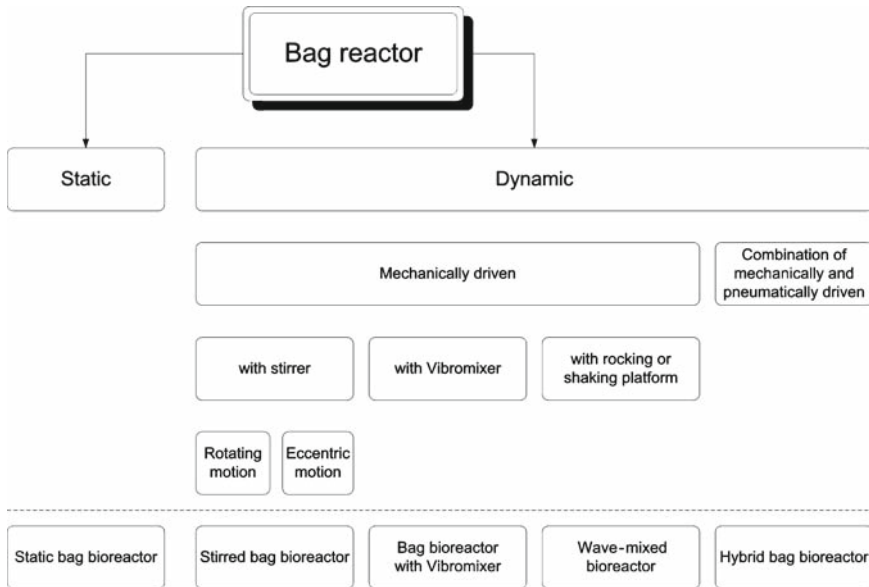 Bag reactor
Static
Dynamic
Mechanically driven
Combination of
mechanically and
pneumatically driven
with stirrer
with Vibromixer
with rocking or
shaking platform
Rotating
motion
Eccentric
motion
Static bag bioreactor
Stirred bag bioreactor
Bag bioreactor
with Vibromixer
Wave-mixed
bioreactor
Hybrid bag bioreactor